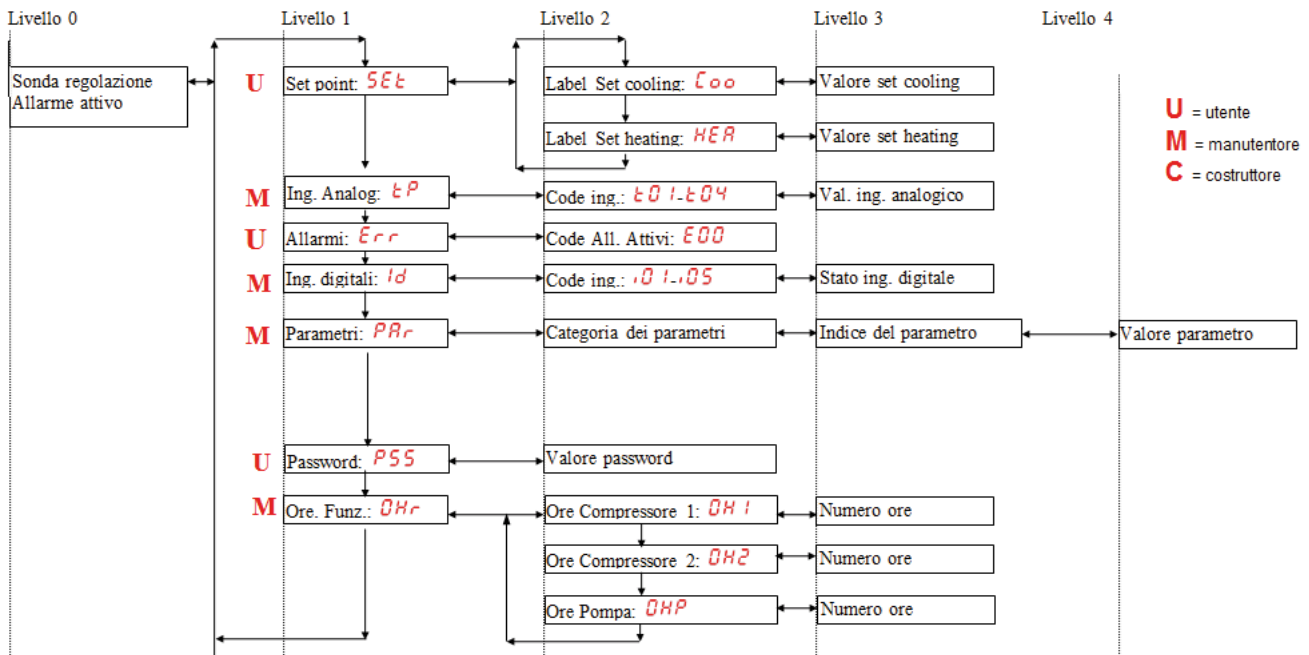 Livello 0 Livello 1 Livello 2 Livello 3 Livello 4
Sonda regolazione
Allarme attivo
U Set point: SEt Label Set cooling: Coo Valore set cooling
U = utente
M = manutentore
C = costruttore
Label Set heating: HEA Valore set heating
M Ing. Analog: tP Code ing.: t01-t04 Val. ing. analogico
U Allarmi: Err Code All. Attivi: E00
M Ing. digitali: Id Code ing.: i01-i05 Stato ing. digitale
M Parametri: PAr Categoria dei parametri Indice del parametro Valore parametro
U Password: PSS Valore password
M Ore. Funz.: OHr Ore Compressore 1: OH1 Numero ore
Ore Compressore 2: OH2 Numero ore
Ore Pompa: OHP Numero ore